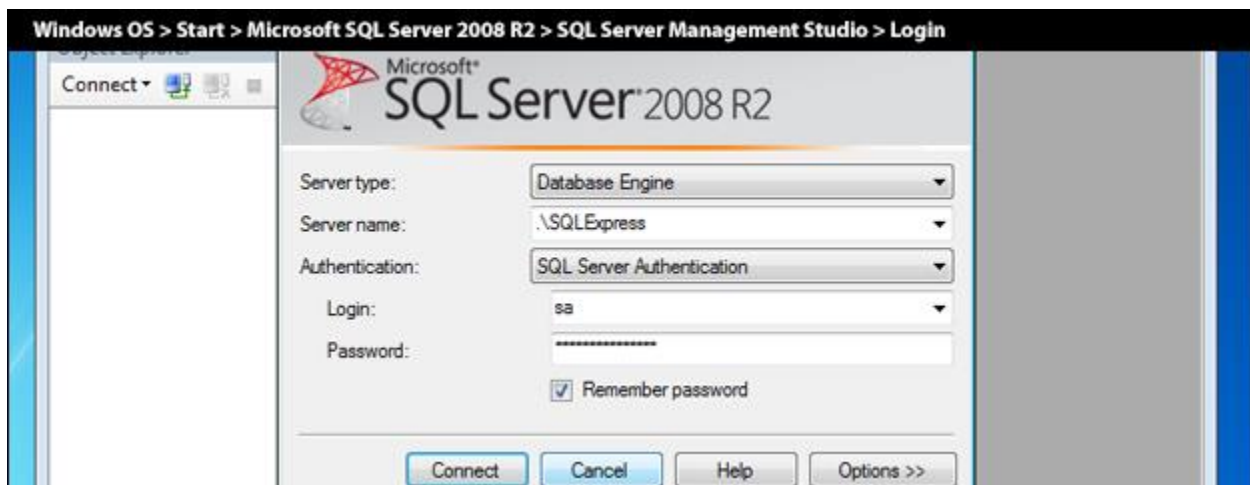 Windows OS > Start > Microsoft SQL Server 2008 R2 > SQL Server Management Studio > Login
Object Explorer
Connect
Microsoft®
SQL Server® 2008 R2
Server type: Database Engine
Server name: .\SQLExpress
Authentication: SQL Server Authentication
Login: sa
Password: ***************
Remember password
Connect Cancel Help Options >>